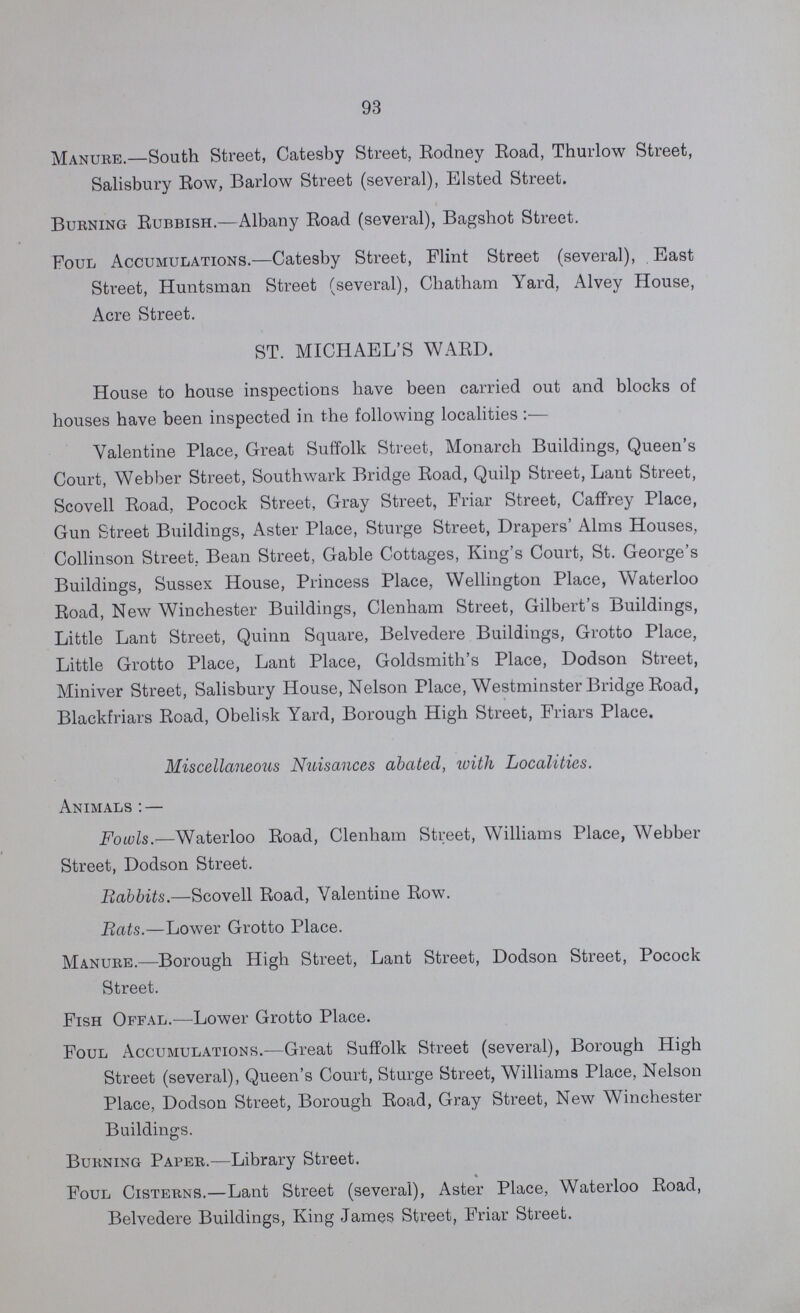 93
Manure.—South Street, Catesby Street, Rodney Road, Thurlow Street,
Salisbury Row, Barlow Street (several), Elsted Street.
Burning Rubbish.—Albany Road (several), Bagshot Street.
Foul Accumulations.—Catesby Street, Flint Street (several), East
Street, Huntsman Street (several), Chatham Yard, Alvey House,
Acre Street.
ST. MICHAEL'S WARD.
House to house inspections have been carried out and blocks of
houses have been inspected in the following localities :—
Valentine Place, Great Suffolk Street, Monarch Buildings, Queen's
Court, Webber Street, Southwark Bridge Road, Quilp Street, Lant Street,
Scovell Road, Pocock Street, Gray Street, Friar Street, Caffrey Place,
Gun Street Buildings, Aster Place, Sturge Street, Drapers' Alms Houses,
Collinson Street, Bean Street, Gable Cottages, King's Court, St. George's
Buildings, Sussex House, Princess Place, Wellington Place, Waterloo
Road, New Winchester Buildings, Clenham Street, Gilbert's Buildings,
Little Lant Street, Quinn Square, Belvedere Buildings, Grotto Place,
Little Grotto Place, Lant Place, Goldsmith's Place, Dodson Street,
Miniver Street, Salisbury House, Nelson Place, Westminster Bridge Road,
Blackfriars Road, Obelisk Yard, Borough High Street, Friars Place.
Miscellaneous Nuisances abated, with Localities.
Animals :—
Fowls.—Waterloo Road, Clenham Street, Williams Place, Webber
Street, Dodson Street.
Rabbits.—Scovell Road, Valentine Row.
Rats.—Lower Grotto Place.
Manure.—Borough High Street, Lant Street, Dodson Street, Pocock
Street.
Fish Offal.—Lower Grotto Place.
Foul Accumulations.—Great Suffolk Street (several), Borough High
Street (several), Queen's Court, Sturge Street, Williams Place, Nelson
Place, Dodson Street, Borough Road, Gray Street, New Winchester
Buildings.
Burning Paper.—Library Street.
Foul Cisterns.—Lant Street (several), Aster Place, Waterloo Road,
Belvedere Buildings, King James Street, Friar Street.